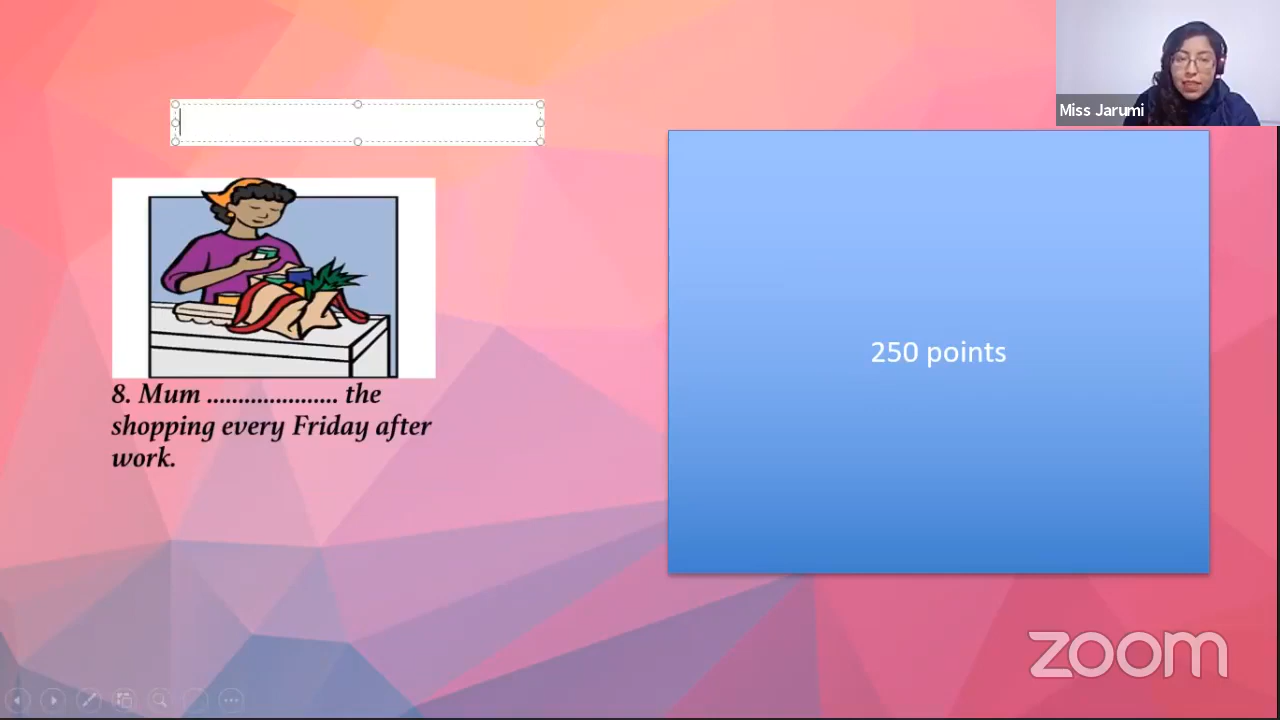 Miss Jarumi
250 points
8. Mum ..................... the
shopping every Friday after
work.
zoom